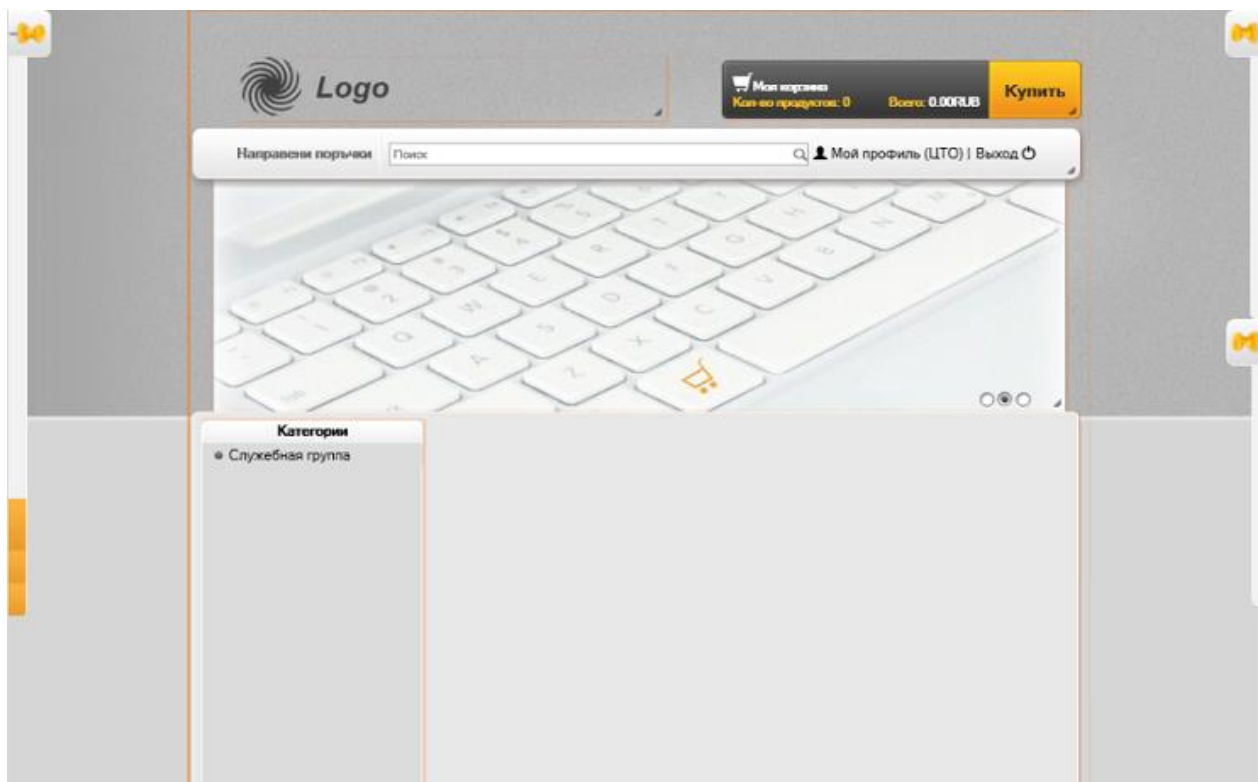 Logo
Моя корзина
Кол-во продуктов: 0 Всего: 0.00RUB
Купить
Направени поръчки
Поиск
Мой профиль (ЦТО) | Выход
Категории
Служебная группа